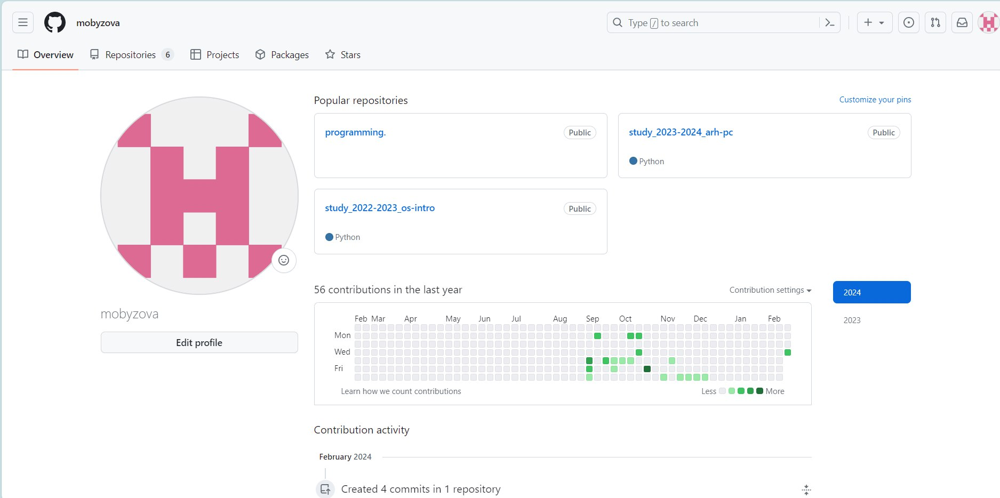 mobyzova
Type / to search
Overview
Repositories 6
Projects
Packages
Stars
Popular repositories
Customize your pins
programming.
Public
study_2023-2024_arh-pc
Public
Python
study_2022-2023_os-intro
Public
Python
mobyzova
Edit profile
56 contributions in the last year
Contribution settings
2024
2023
Feb Mar Apr May Jun Jul Aug Sep Oct Nov Dec Jan Feb
Mon
Wed
Fri
Learn how we count contributions
Less More
Contribution activity
February 2024
Created 4 commits in 1 repository